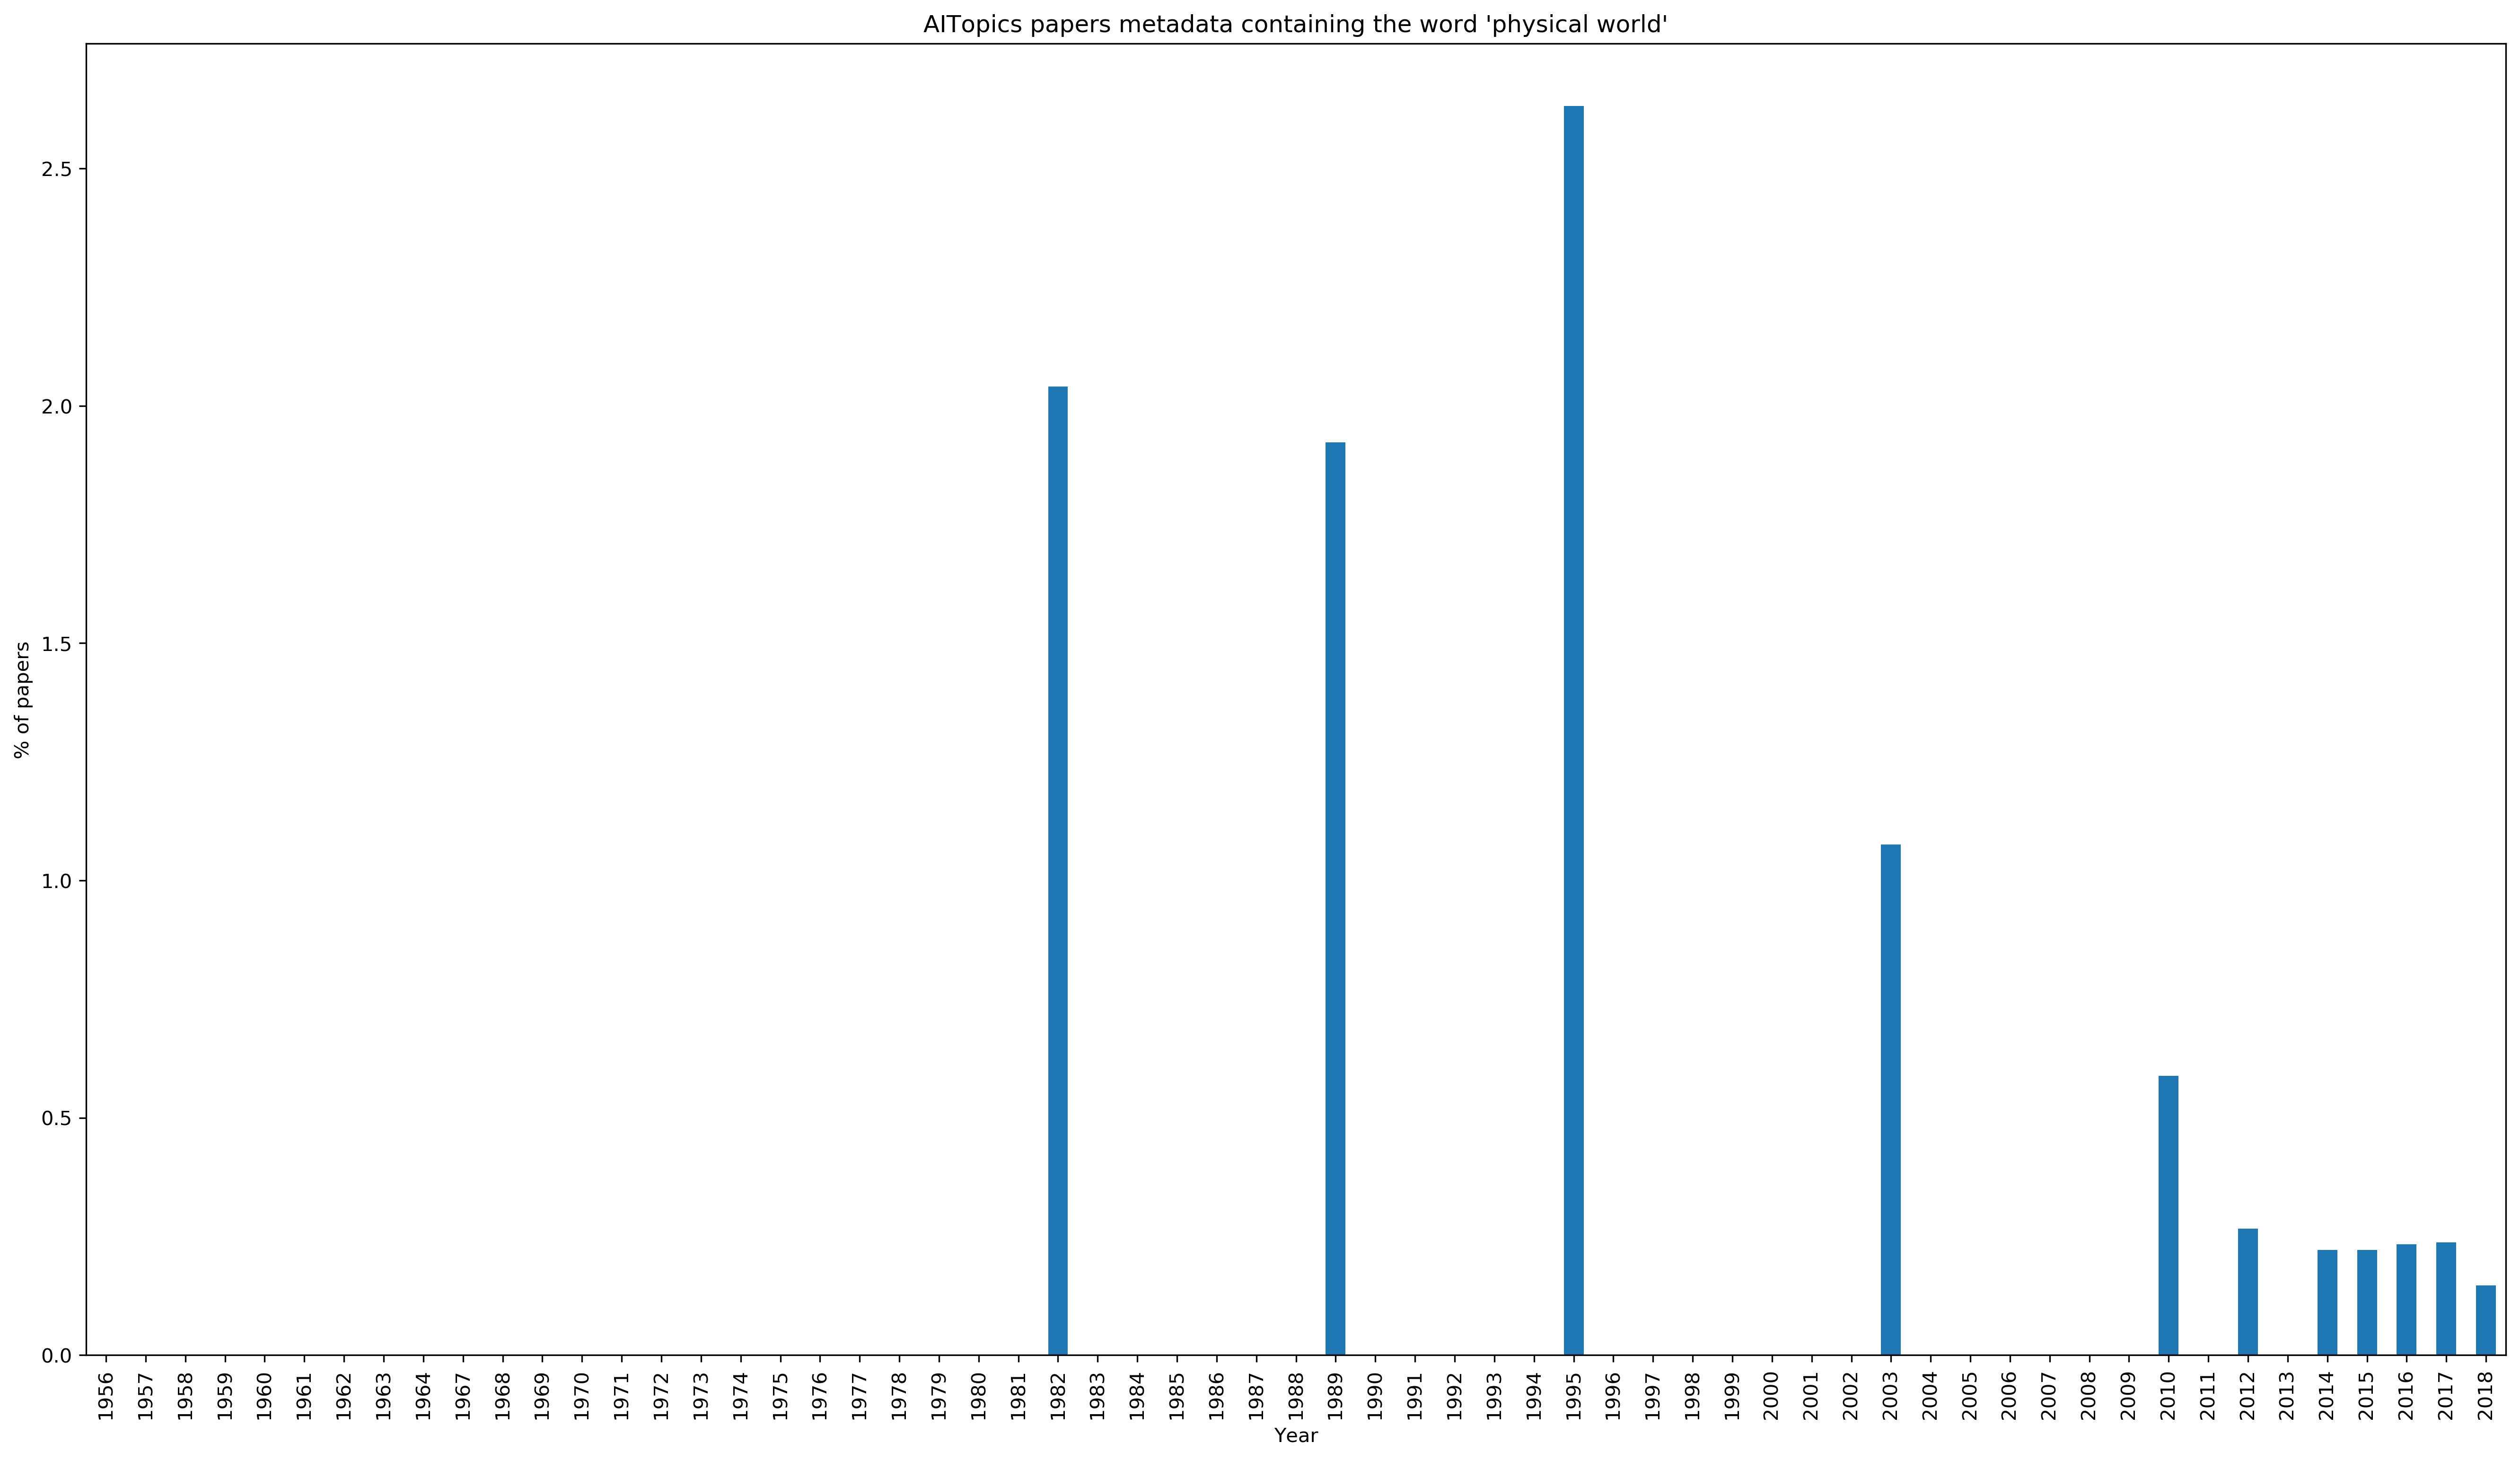 AITopics papers metadata containing the word 'physical world'
% of papers
2.5
2.0
1.5
1.0
0.5
0.0
1956 1957 1958 1959 1960 1961 1962 1963 1964 1967 1968 1969 1970 1971 1972 1973 1974 1975 1976 1977 1978 1979 1980 1981 1982 1983 1984 1985 1986 1987 1988 1989 1990 1991 1992 1993 1994 1995 1996 1997 1998 1999 2000 2001 2002 2003 2004 2005 2006 2007 2008 2009 2010 2011 2012 2013 2014 2015 2016 2017 2018
Year